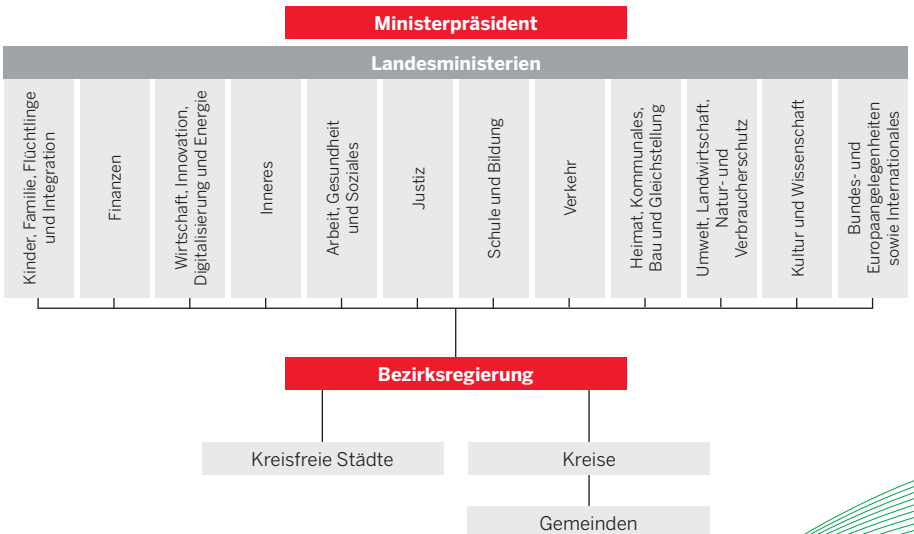 Ministerpräsident
Landesministerien
Kinder, Familie, Flüchtlinge
und Integration
Finanzen
Wirtschaft, Innovation,
Digitalisierung und Energie
Inneres
Arbeit, Gesundheit
und Soziales
Justiz
Schule und Bildung
Verkehr
Heimat, Kommunales,
Bau und Gleichstellung
Umwelt, Landwirtschaft,
Natur- und
Verbraucherschutz
Kultur und Wissenschaft
Bundes- und
Europaangelegenheiten
sowie Internationales
Bezirksregierung
Kreisfreie Städte
Kreise
Gemeinden